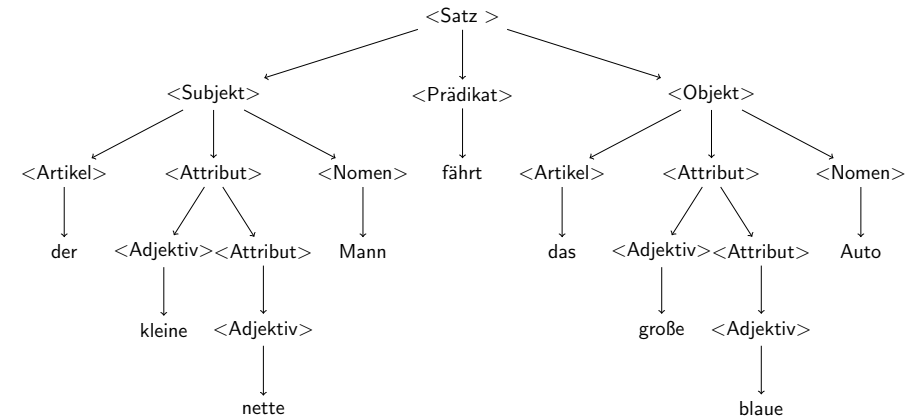 <Satz >
<Subjekt> <Prädikat> <Objekt>
<Artikel> <Attribut> <Nomen> fährt <Artikel> <Attribut> <Nomen>
der <Adjektiv> <Attribut> Mann das <Adjektiv> <Attribut> Auto
kleine <Adjektiv> große <Adjektiv>
nette blaue